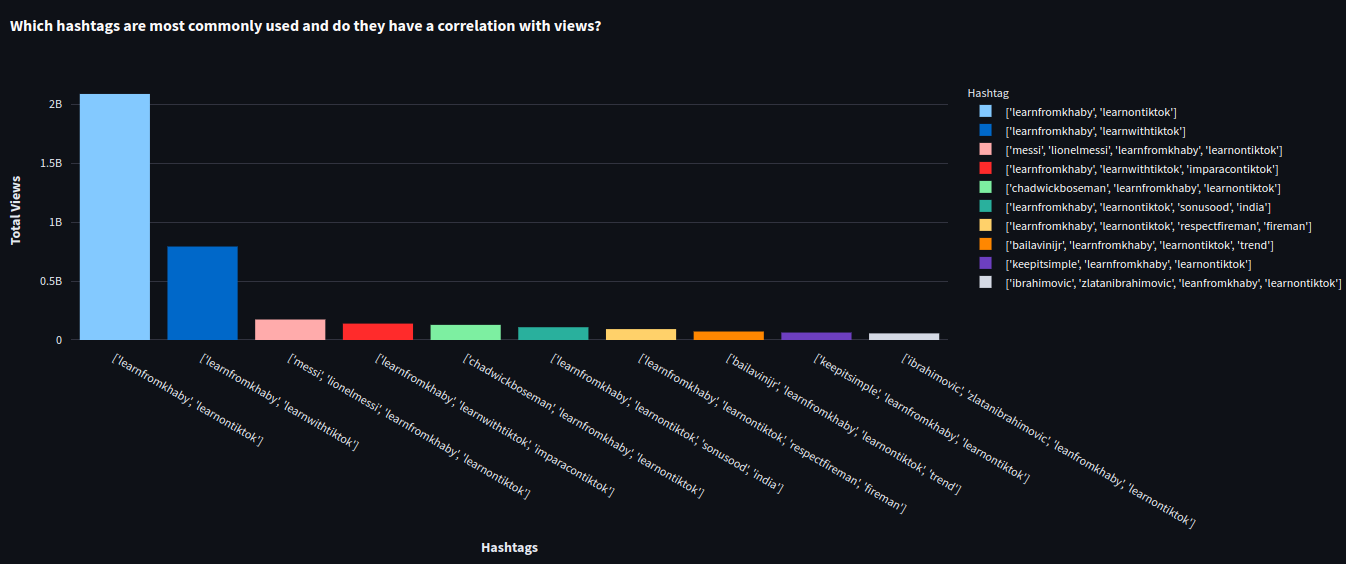 Which hashtags are most commonly used and do they have a correlation with views?
Total Views
2B
1.5B
1B
0.5B
0
['learnfromkhaby', 'learnontiktok']
['learnfromkhaby', 'learnwithtiktok']
['messi', 'lionelmessi', 'learnfromkhaby', 'learnontiktok']
['learnfromkhaby', 'learnwithtiktok', 'imparacontiktok']
['chadwickboseman', 'learnfromkhaby', 'learnontiktok']
['learnfromkhaby', 'learnontiktok', 'sonusood', 'india']
['learnfromkhaby', 'learnontiktok', 'respectfireman', 'fireman']
['bailavinijr', 'learnfromkhaby', 'learnontiktok', 'trend']
['keepitsimple', 'learnfromkhaby', 'learnontiktok']
['ibrahimovic', 'zlatanibrahimovic', 'leanfromkhaby', 'learnontiktok']
Hashtags
Hashtag
['learnfromkhaby', 'learnontiktok']
['learnfromkhaby', 'learnwithtiktok']
['messi', 'lionelmessi', 'learnfromkhaby', 'learnontiktok']
['learnfromkhaby', 'learnwithtiktok', 'imparacontiktok']
['chadwickboseman', 'learnfromkhaby', 'learnontiktok']
['learnfromkhaby', 'learnontiktok', 'sonusood', 'india']
['learnfromkhaby', 'learnontiktok', 'respectfireman', 'fireman']
['bailavinijr', 'learnfromkhaby', 'learnontiktok', 'trend']
['keepitsimple', 'learnfromkhaby', 'learnontiktok']
['ibrahimovic', 'zlatanibrahimovic', 'leanfromkhaby', 'learnontiktok']